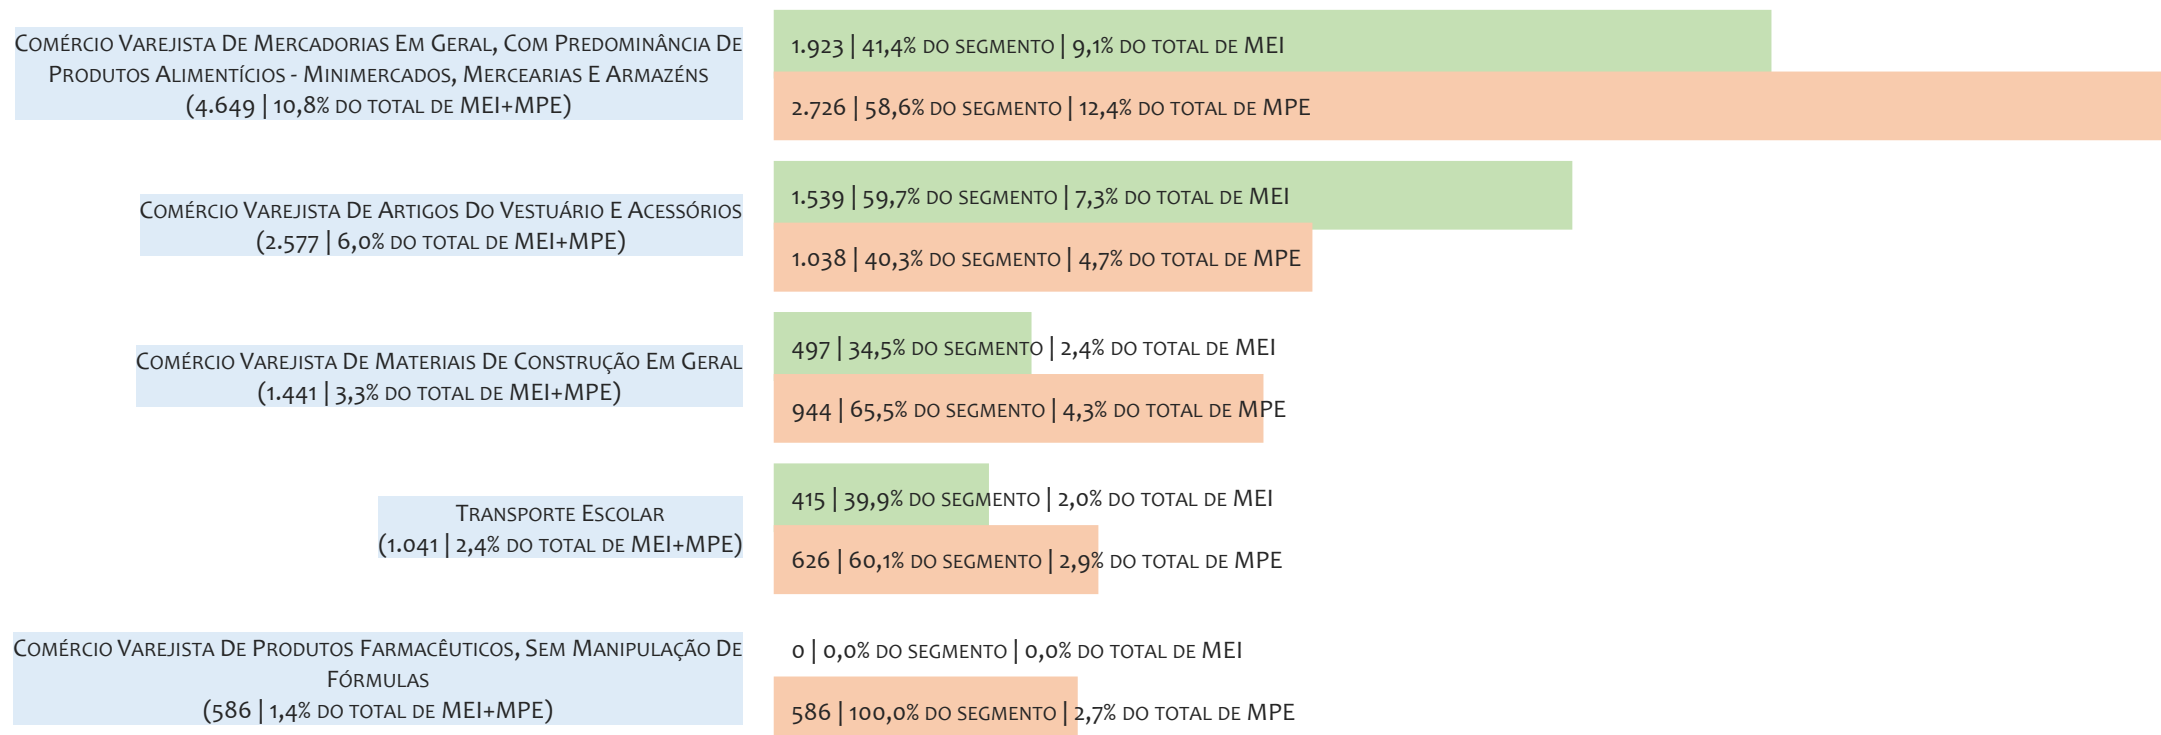 Comércio Varejista De Mercadorias Em Geral, Com Predominância De
Produtos Alimentícios - Minimercados, Mercearias E Armazéns
(4.649 | 10,8% do total de MEI+MPE)
1.923 | 41,4% do segmento | 9,1% do total de MEI
2.726 | 58,6% do segmento | 12,4% do total de MPE
Comércio Varejista De Artigos Do Vestuário E Acessórios
(2.577 | 6,0% do total de MEI+MPE)
1.539 | 59,7% do segmento | 7,3% do total de MEI
1.038 | 40,3% do segmento | 4,7% do total de MPE
Comércio Varejista De Materiais De Construção Em Geral
(1.441 | 3,3% do total de MEI+MPE)
497 | 34,5% do segmento | 2,4% do total de MEI
944 | 65,5% do segmento | 4,3% do total de MPE
Transporte Escolar
(1.041 | 2,4% do total de MEI+MPE)
415 | 39,9% do segmento | 2,0% do total de MEI
626 | 60,1% do segmento | 2,9% do total de MPE
Comércio Varejista De Produtos Farmacêuticos, Sem Manipulação De
Fórmulas
(586 | 1,4% do total de MEI+MPE)
0 | 0,0% do segmento | 0,0% do total de MEI
586 | 100,0% do segmento | 2,7% do total de MPE